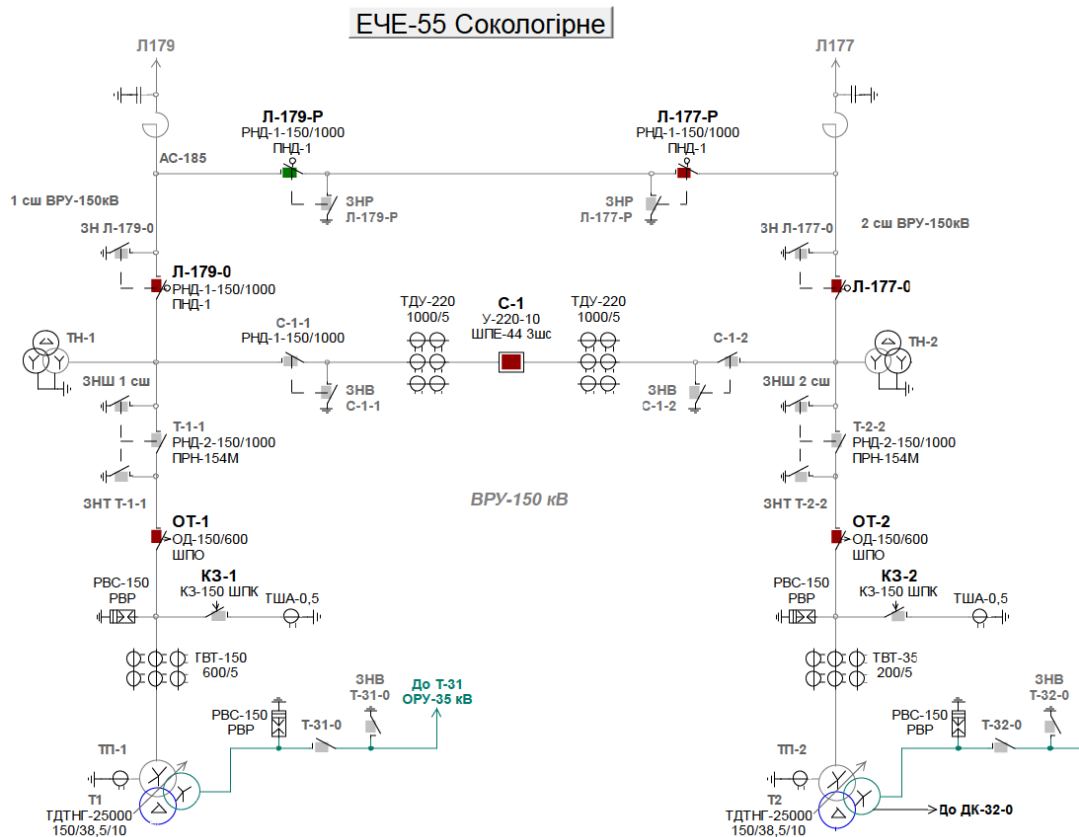 ЕЧЕ-55 Сокологірне
Л179
Л177
Л-179-Р
РНД-1-150/1000
ПНД-1
Л-177-Р
РНД-1-150/1000
ПНД-1
АС-185
1 сш ВРУ-150кВ
ЗНР
Л-179-Р
ЗНР
Л-177-Р
2 сш ВРУ-150кВ
ЗН Л-179-0
ЗН Л-177-0
Л-179-0
РНД-1-150/1000
ПНД-1
Л-177-0
ТДУ-220
1000/5
С-1
У-220-10
ШПЕ-44 3шс
ТДУ-220
1000/5
ТН-1
С-1-1
РНД-1-150/1000
С-1-2
ТН-2
ЗНШ 1 сш
ЗНВ
С-1-1
ЗНВ
С-1-2
ЗНШ 2 сш
Т-1-1
РНД-2-150/1000
ПРН-154М
Т-2-2
РНД-2-150/1000
ПРН-154М
ЗНТ Т-1-1
ВРУ-150 кВ
ЗНТ Т-2-2
ОТ-1
ОД-150/600
ШПО
ОТ-2
ОД-150/600
ШПО
РВС-150
РВР
КЗ-1
КЗ-150 ШПК
ТША-0,5
РВС-150
РВР
КЗ-2
КЗ-150 ШПК
ТША-0,5
ТВТ-150
600/5
ТВТ-35
200/5
До Т-31
ОРУ-35 кВ
ЗНВ
Т-31-0
ЗНВ
Т-32-0
РВС-150
РВР
Т-31-0
РВС-150
РВР
Т-32-0
ТП-1
ТП-2
Т1
ТДТНГ-25000
150/38,5/10
Т2
ТДТНГ-25000
150/38,5/10
До ДК-32-0